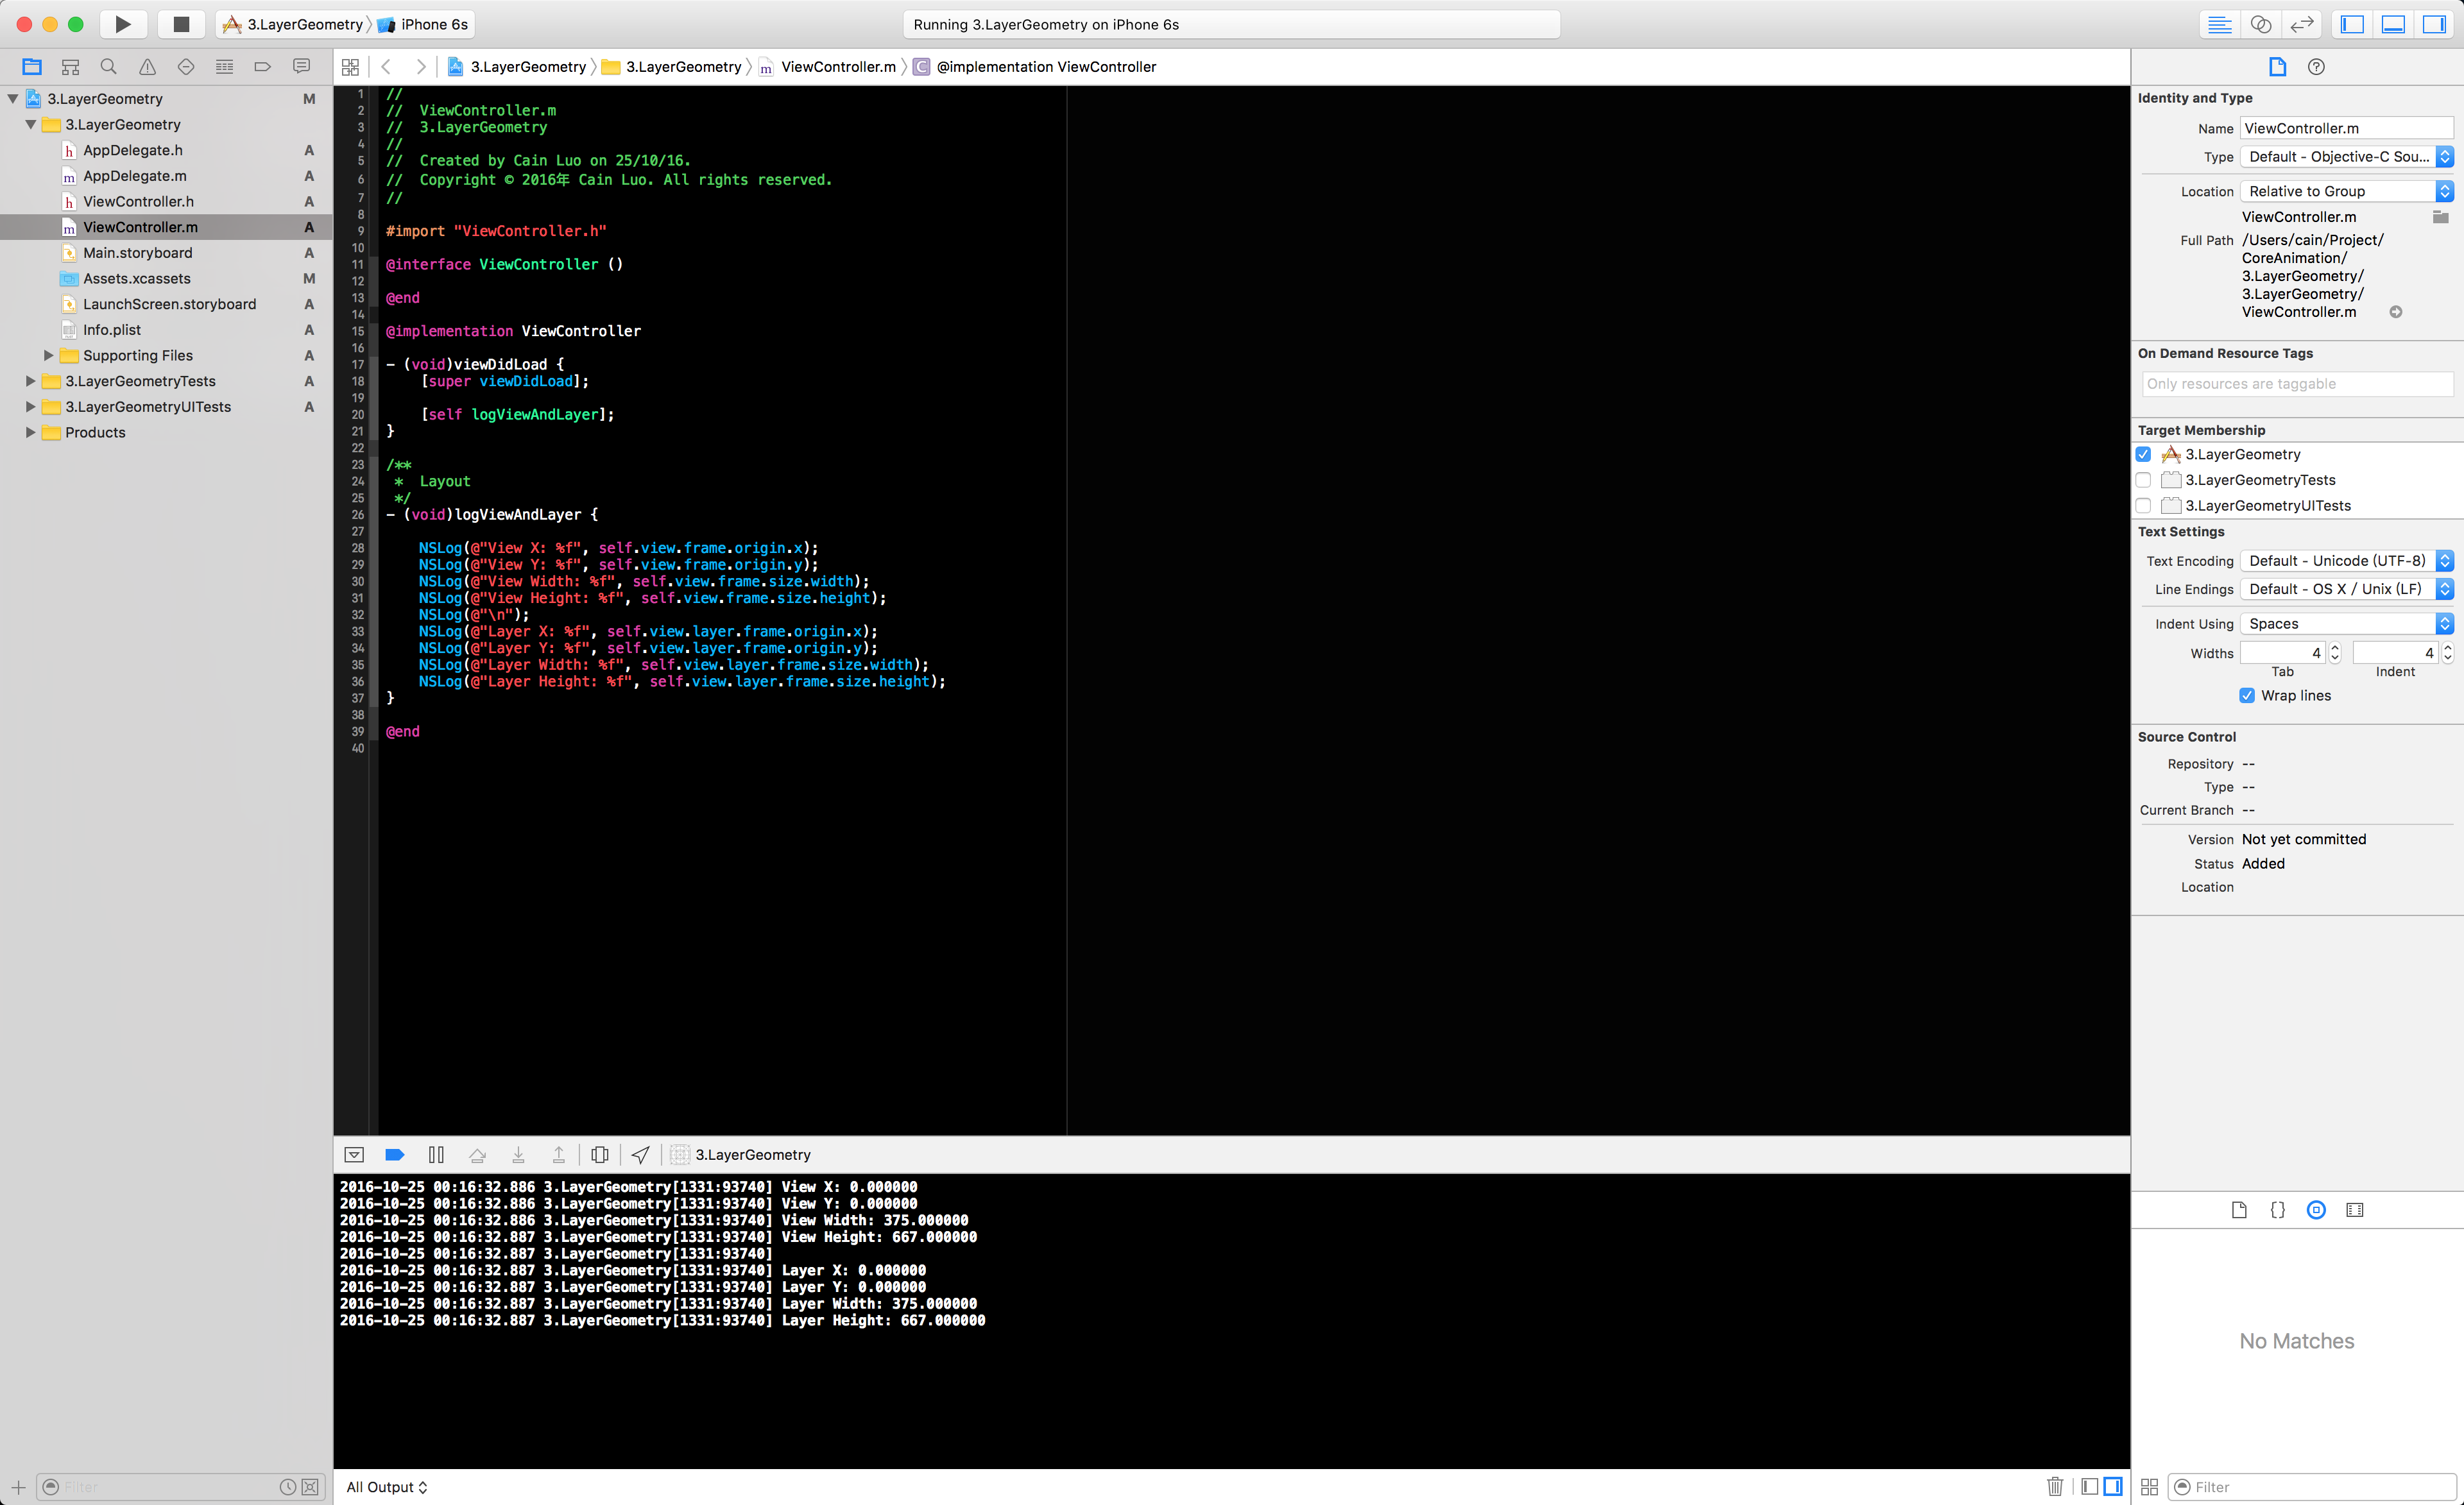 3.LayerGeometry
iPhone 6s
Running 3.LayerGeometry on iPhone 6s
3.LayerGeometry
3.LayerGeometry
ViewController.m
@implementation ViewController
3.LayerGeometry M
3.LayerGeometry
AppDelegate.h A
AppDelegate.m A
ViewController.h A
ViewController.m A
Main.storyboard A
Assets.xcassets M
LaunchScreen.storyboard A
Info.plist A
Supporting Files A
3.LayerGeometryTests A
3.LayerGeometryUITests A
Products
Filter
1 //
2 //  ViewController.m
3 //  3.LayerGeometry
4 //
5 //  Created by Cain Luo on 25/10/16.
6 //  Copyright © 2016年 Cain Luo. All rights reserved.
7 //
8
9 #import "ViewController.h"
10
11 @interface ViewController ()
12
13 @end
14
15 @implementation ViewController
16
17 - (void)viewDidLoad {
18     [super viewDidLoad];
19
20     [self logViewAndLayer];
21 }
22
23 /**
24  *  Layout
25  */
26 - (void)logViewAndLayer {
27
28     NSLog(@"View X: %f", self.view.frame.origin.x);
29     NSLog(@"View Y: %f", self.view.frame.origin.y);
30     NSLog(@"View Width: %f", self.view.frame.size.width);
31     NSLog(@"View Height: %f", self.view.frame.size.height);
32     NSLog(@"\n");
33     NSLog(@"Layer X: %f", self.view.layer.frame.origin.x);
34     NSLog(@"Layer Y: %f", self.view.layer.frame.origin.y);
35     NSLog(@"Layer Width: %f", self.view.layer.frame.size.width);
36     NSLog(@"Layer Height: %f", self.view.layer.frame.size.height);
37 }
38
39 @end
40
3.LayerGeometry
2016-10-25 00:16:32.886 3.LayerGeometry[1331:93740] View X: 0.000000
2016-10-25 00:16:32.886 3.LayerGeometry[1331:93740] View Y: 0.000000
2016-10-25 00:16:32.886 3.LayerGeometry[1331:93740] View Width: 375.000000
2016-10-25 00:16:32.887 3.LayerGeometry[1331:93740] View Height: 667.000000
2016-10-25 00:16:32.887 3.LayerGeometry[1331:93740]
2016-10-25 00:16:32.887 3.LayerGeometry[1331:93740] Layer X: 0.000000
2016-10-25 00:16:32.887 3.LayerGeometry[1331:93740] Layer Y: 0.000000
2016-10-25 00:16:32.887 3.LayerGeometry[1331:93740] Layer Width: 375.000000
2016-10-25 00:16:32.887 3.LayerGeometry[1331:93740] Layer Height: 667.000000
All Output
Identity and Type
Name ViewController.m
Type Default - Objective-C Sou...
Location Relative to Group
ViewController.m
Full Path /Users/cain/Project/
CoreAnimation/
3.LayerGeometry/
3.LayerGeometry/
ViewController.m
On Demand Resource Tags
Only resources are taggable
Target Membership
3.LayerGeometry
3.LayerGeometryTests
3.LayerGeometryUITests
Text Settings
Text Encoding Default - Unicode (UTF-8)
Line Endings Default - OS X / Unix (LF)
Indent Using Spaces
Widths 4 4
Tab Indent
Wrap lines
Source Control
Repository --
Type --
Current Branch --
Version Not yet committed
Status Added
Location
No Matches
Filter